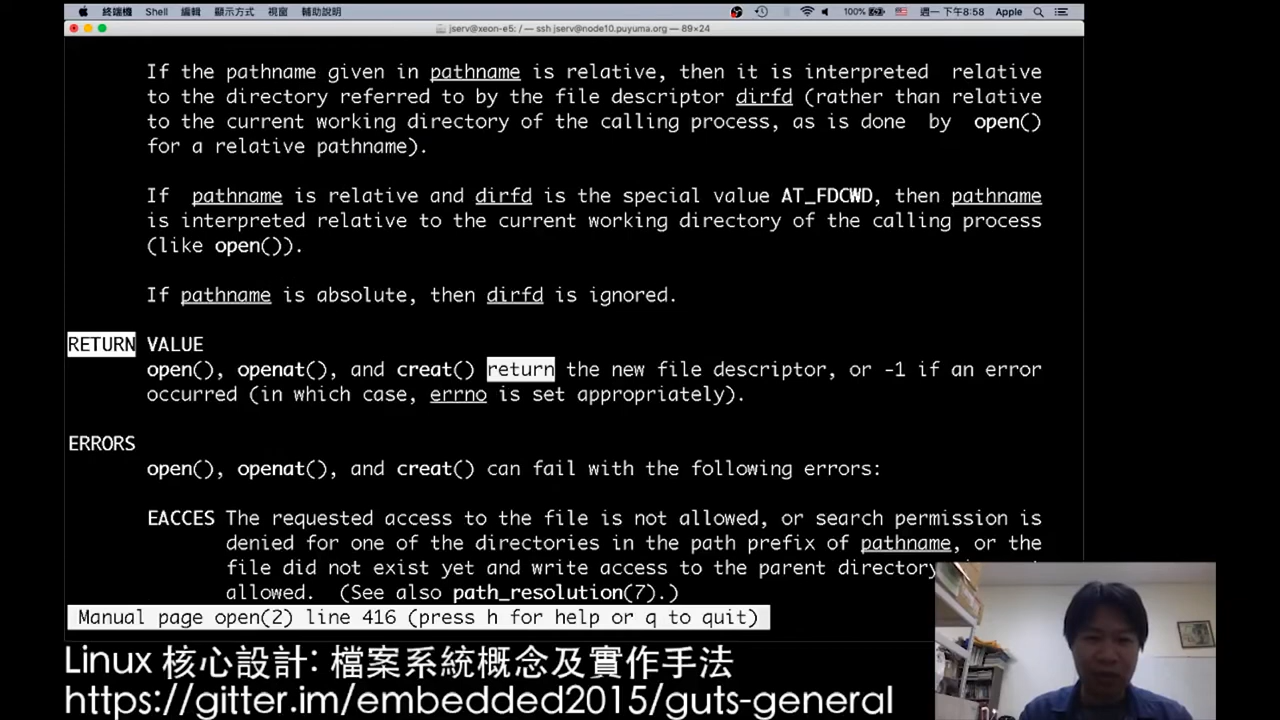 終端機 Shell 編輯 顯示方式 視窗 輔助說明 100% 週一 下午8:58 Apple
jserv@xeon-e5: / — ssh jserv@node10.puyuma.org — 89×24
If the pathname given in pathname is relative, then it is interpreted relative
to the directory referred to by the file descriptor dirfd (rather than relative
to the current working directory of the calling process, as is done by open()
for a relative pathname).
If pathname is relative and dirfd is the special value AT_FDCWD, then pathname
is interpreted relative to the current working directory of the calling process
(like open()).
If pathname is absolute, then dirfd is ignored.
RETURN VALUE
open(), openat(), and creat() return the new file descriptor, or -1 if an error
occurred (in which case, errno is set appropriately).
ERRORS
open(), openat(), and creat() can fail with the following errors:
EACCES The requested access to the file is not allowed, or search permission is
denied for one of the directories in the path prefix of pathname, or the
file did not exist yet and write access to the parent directory
allowed. (See also path_resolution(7).)
Manual page open(2) line 416 (press h for help or q to quit)
Linux 核心設計: 檔案系統概念及實作手法
https://gitter.im/embedded2015/guts-general